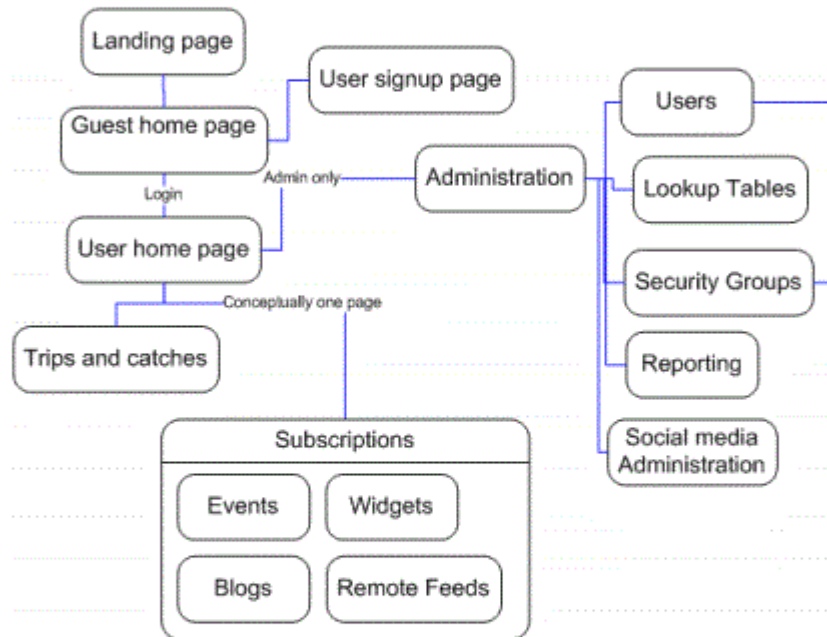 Landing page
User signup page
Guest home page
Users
Admin only
Administration
Login
Lookup Tables
User home page
Security Groups
Conceptually one page
Trips and catches
Reporting
Subscriptions
Social media
Administration
Events
Widgets
Blogs
Remote Feeds